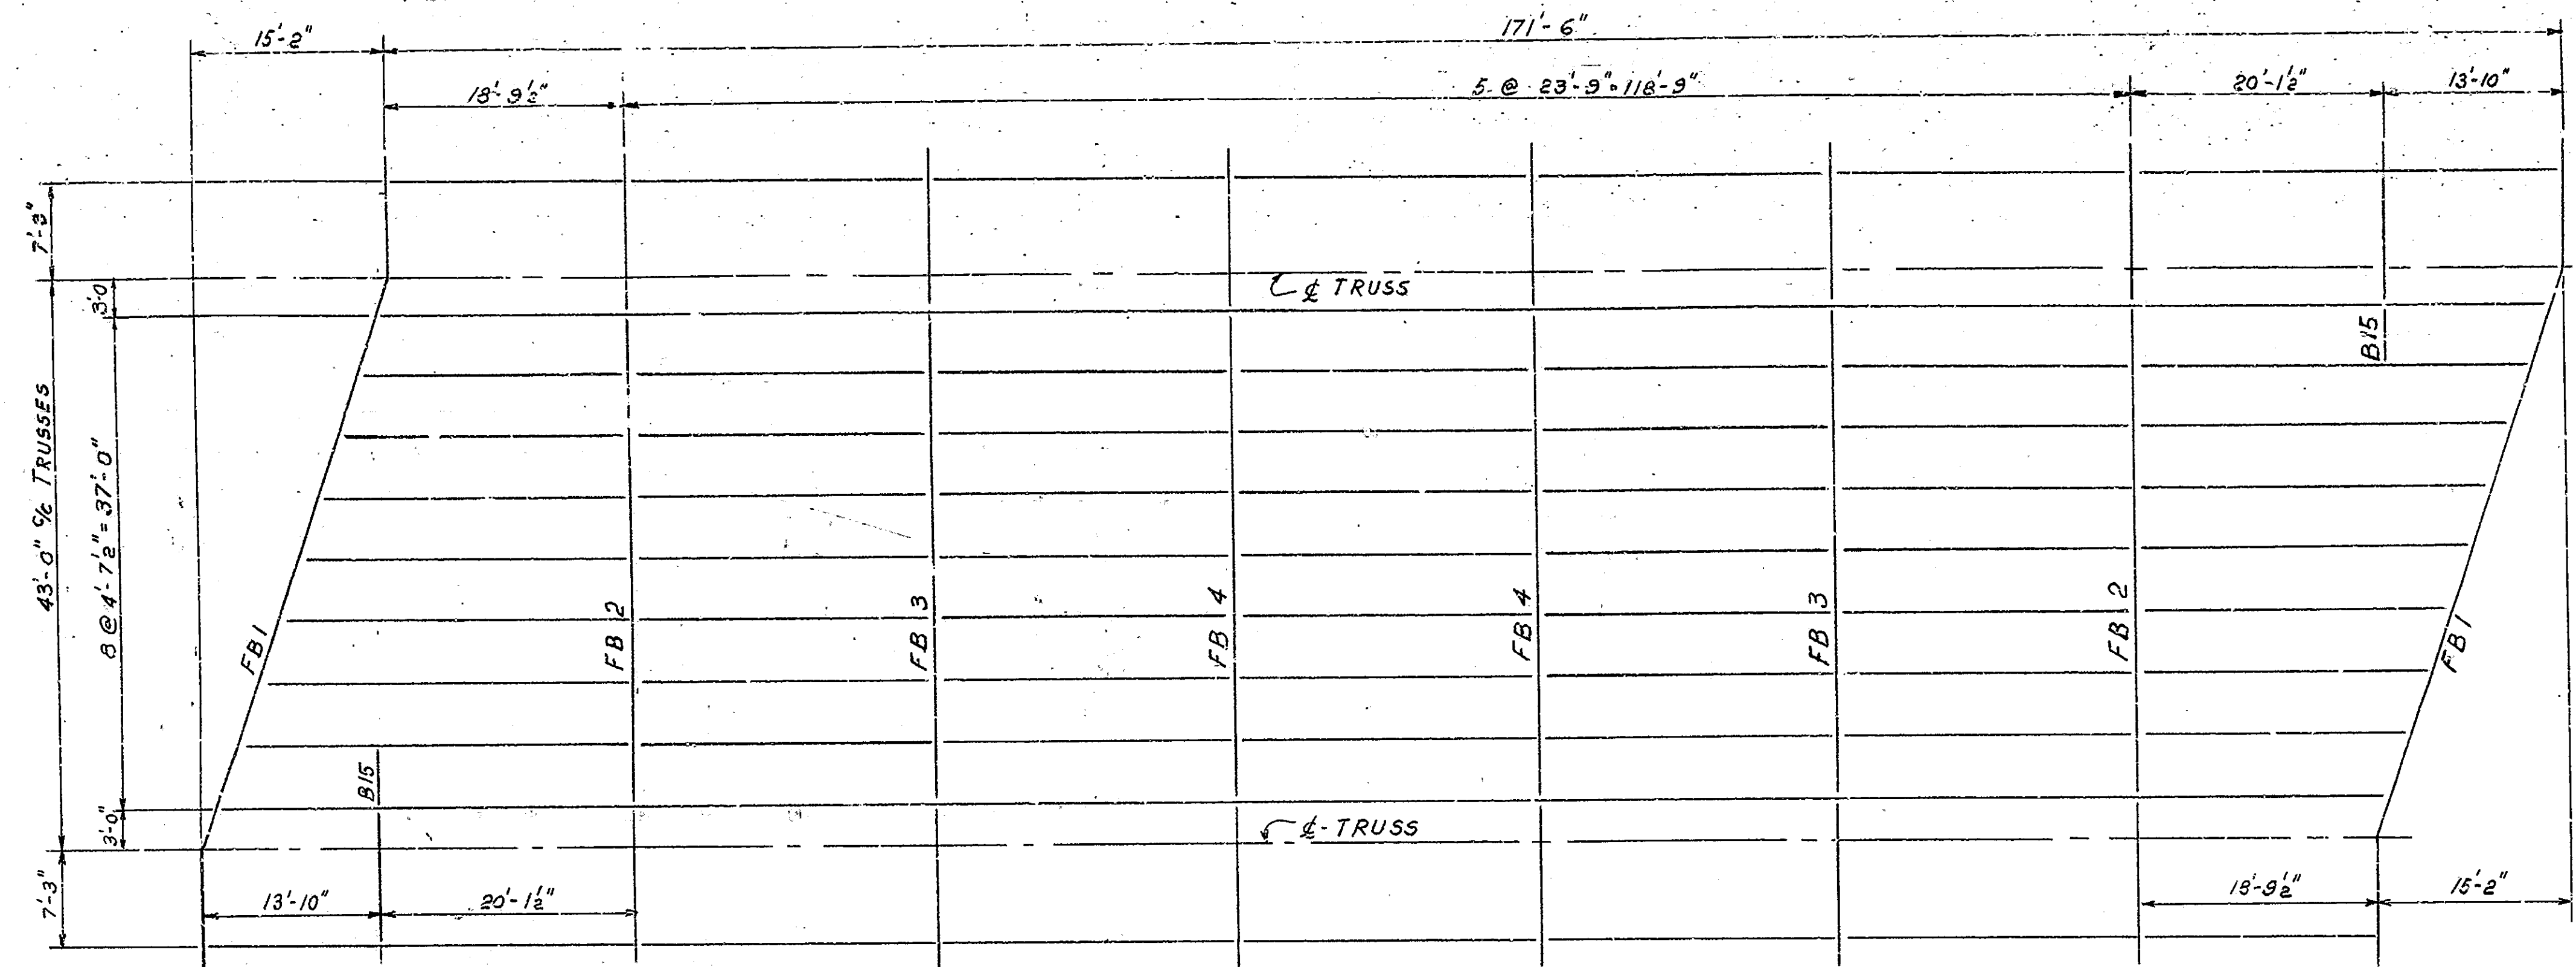 15'-2"
171'-6"
18'-9½"
5 @ 23'-9" = 118'-9"
20'-1½"
13'-10"
7'-3"
3'-0
℄ TRUSS
B15
43'-0" c/c TRUSSES
8 @ 4'-7½" = 37'-0"
FB1
FB 2
FB 3
FB 4
FB 4
FB 3
FB 2
FB1
B15
3'-0"
℄-TRUSS
7'-3"
13'-10"
20'-1½"
18'-9½"
15'-2"